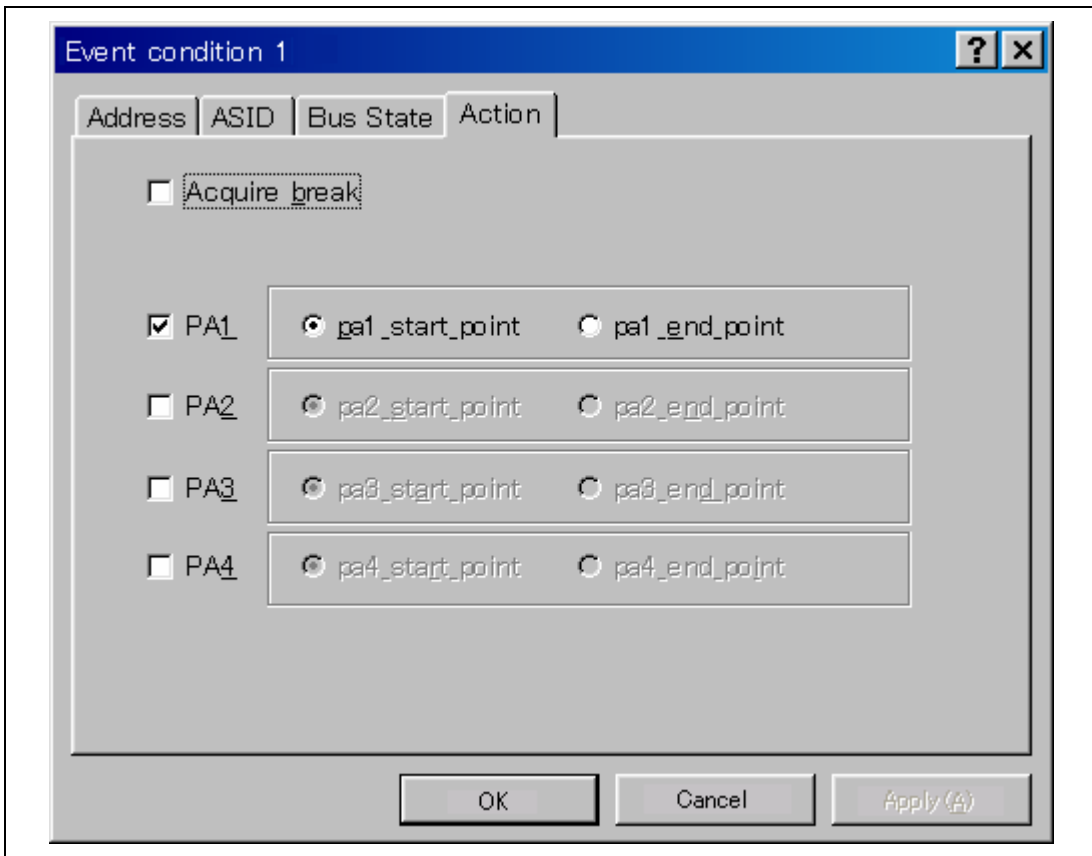 Event condition 1
Address ASID Bus State Action
Acquire break
PA1 pa1_start_point pa1_end_point
PA2 pa2_start_point pa2_end_point
PA3 pa3_start_point pa3_end_point
PA4 pa4_start_point pa4_end_point
OK Cancel Apply(A)